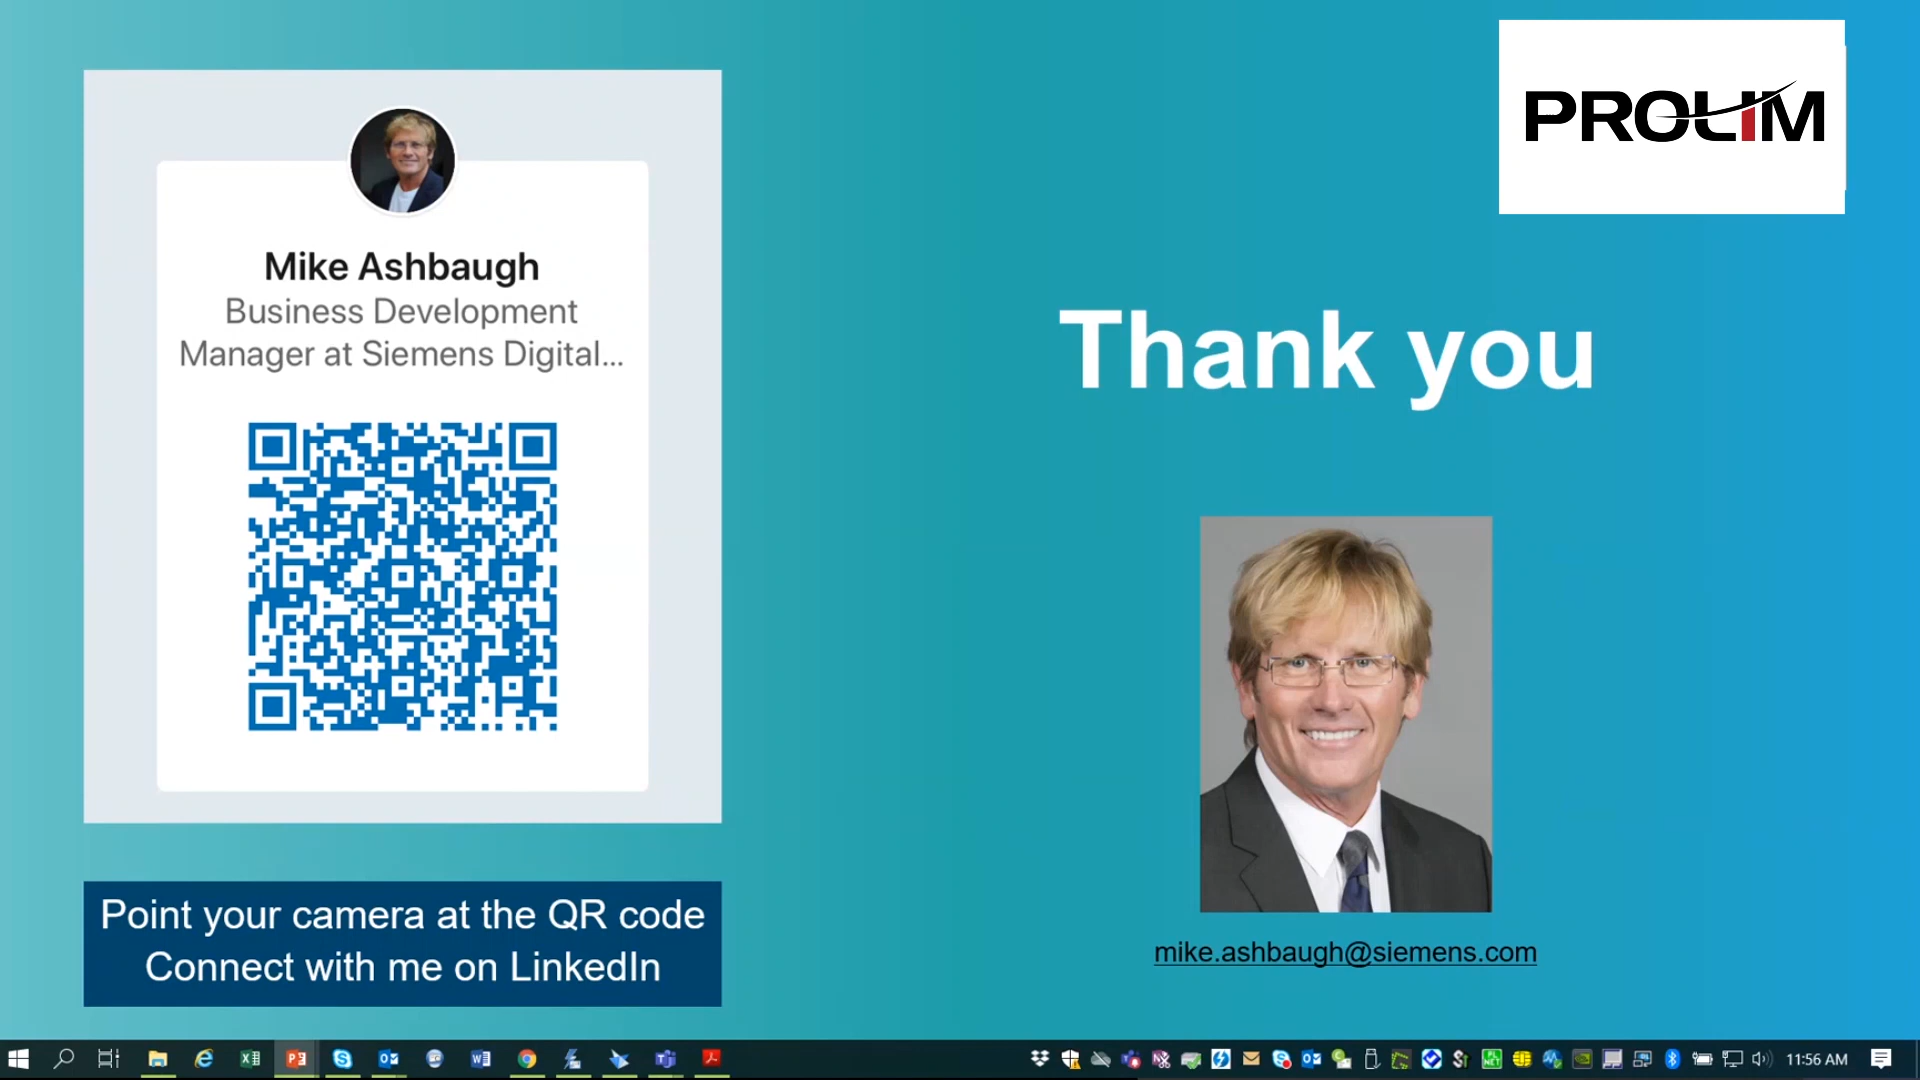 PROLIM
Mike Ashbaugh
Business Development
Manager at Siemens Digital...
Thank you
mike.ashbaugh@siemens.com
Point your camera at the QR code
Connect with me on LinkedIn
11:56 AM